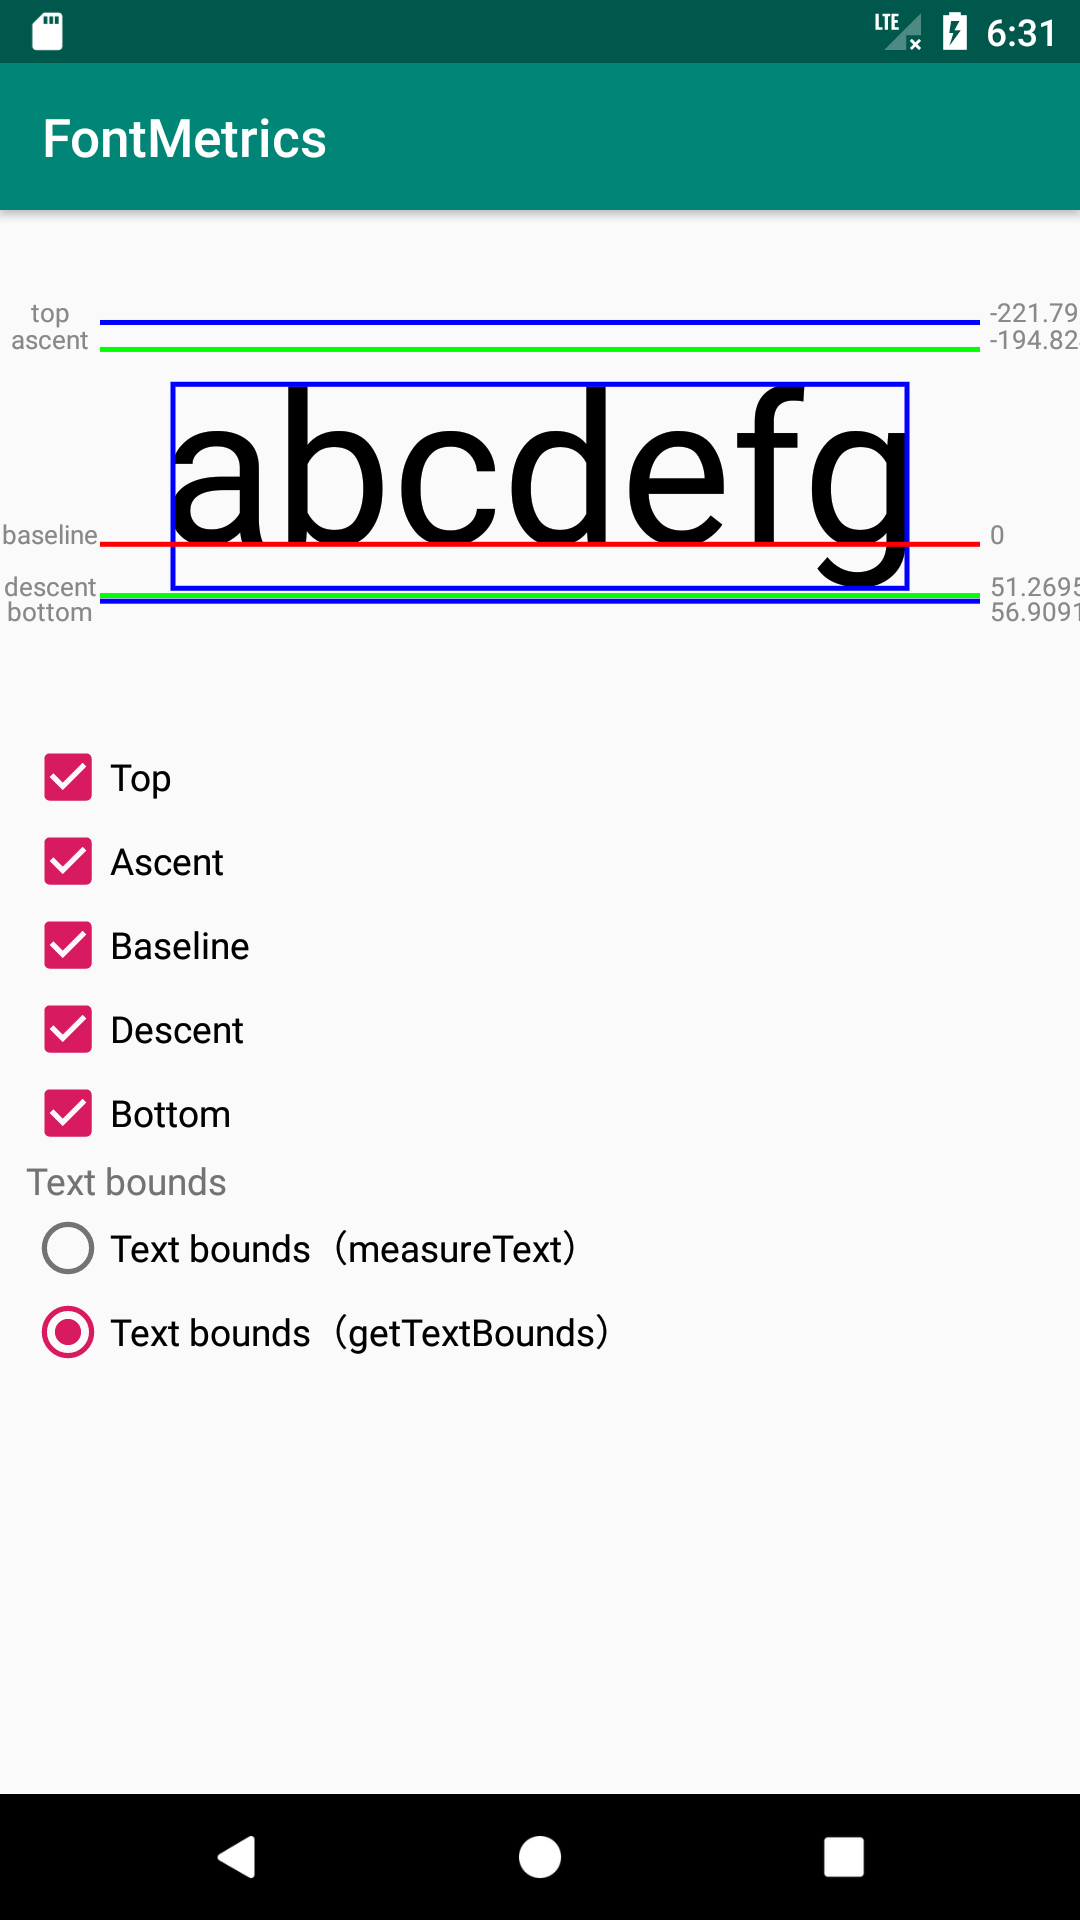 LTE 6:31
FontMetrics
top -221.79
ascent -194.82
abcdefg
baseline 0
descent 51.2695
bottom 56.9091
Top
Ascent
Baseline
Descent
Bottom
Text bounds
Text bounds（measureText）
Text bounds（getTextBounds）